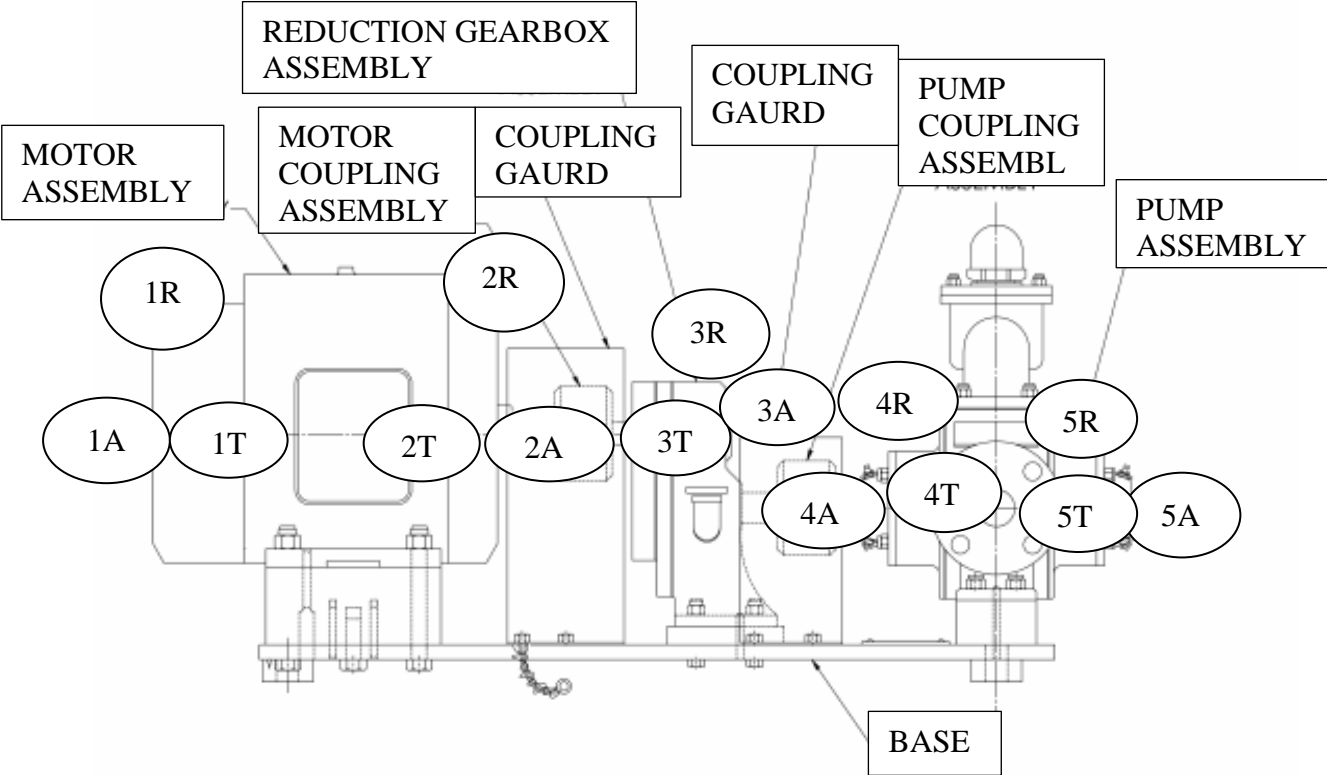 REDUCTION GEARBOX
ASSEMBLY
COUPLING
GAURD
PUMP
COUPLING
ASSEMBL
MOTOR
ASSEMBLY
MOTOR
COUPLING
ASSEMBLY
COUPLING
GAURD
PUMP
ASSEMBLY
1R
2R
3R
3A
4R
5R
1A
1T
2T
2A
3T
4A
4T
5T
5A
BASE